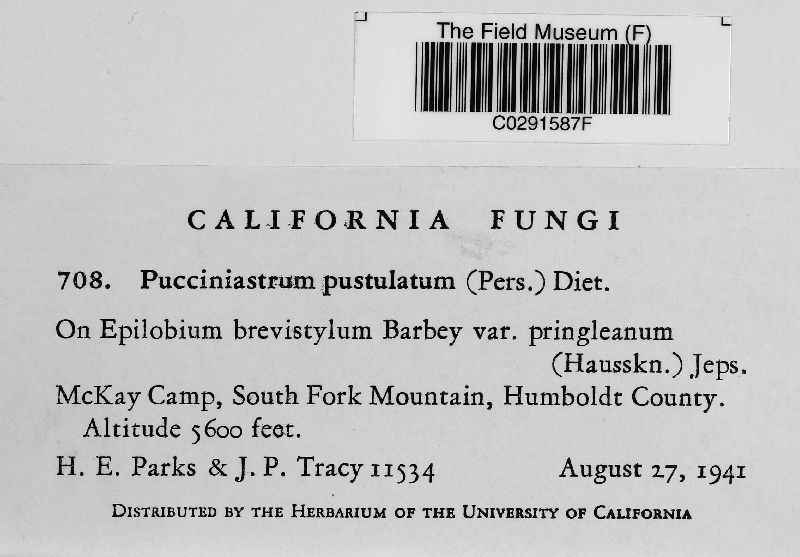 The Field Museum (F)
C0291587F
CALIFORNIA FUNGI
708. Pucciniastrum pustulatum (Pers.) Diet.
On Epilobium brevistylum Barbey var. pringleanum
(Hausskn.) Jeps.
McKay Camp, South Fork Mountain, Humboldt County.
Altitude 5600 feet.
H. E. Parks & J. P. Tracy 11534 August 27, 1941
Distributed by the Herbarium of the University of California